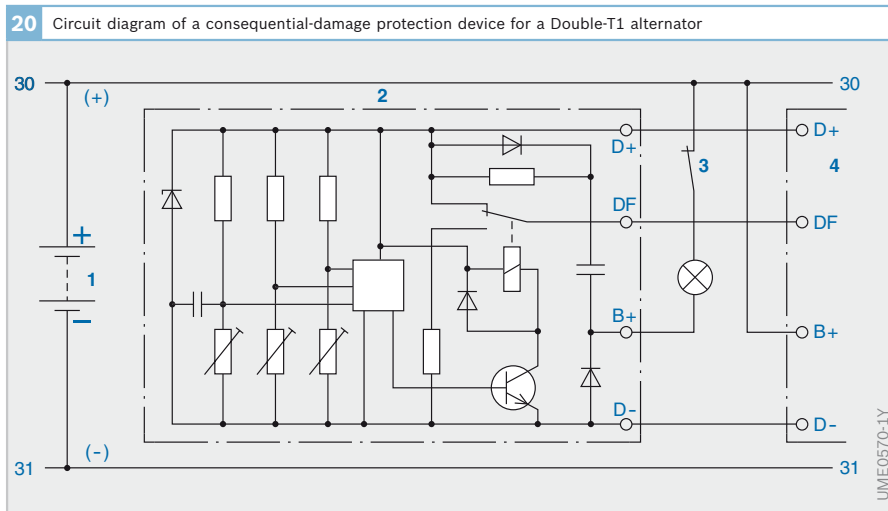 20 Circuit diagram of a consequential-damage protection device for a Double-T1 alternator
30 (+) 30
2
D+ D+
3 4
DF DF
+
1
−
B+ B+
D- D-
(-)
31 31
UME0570-1Y